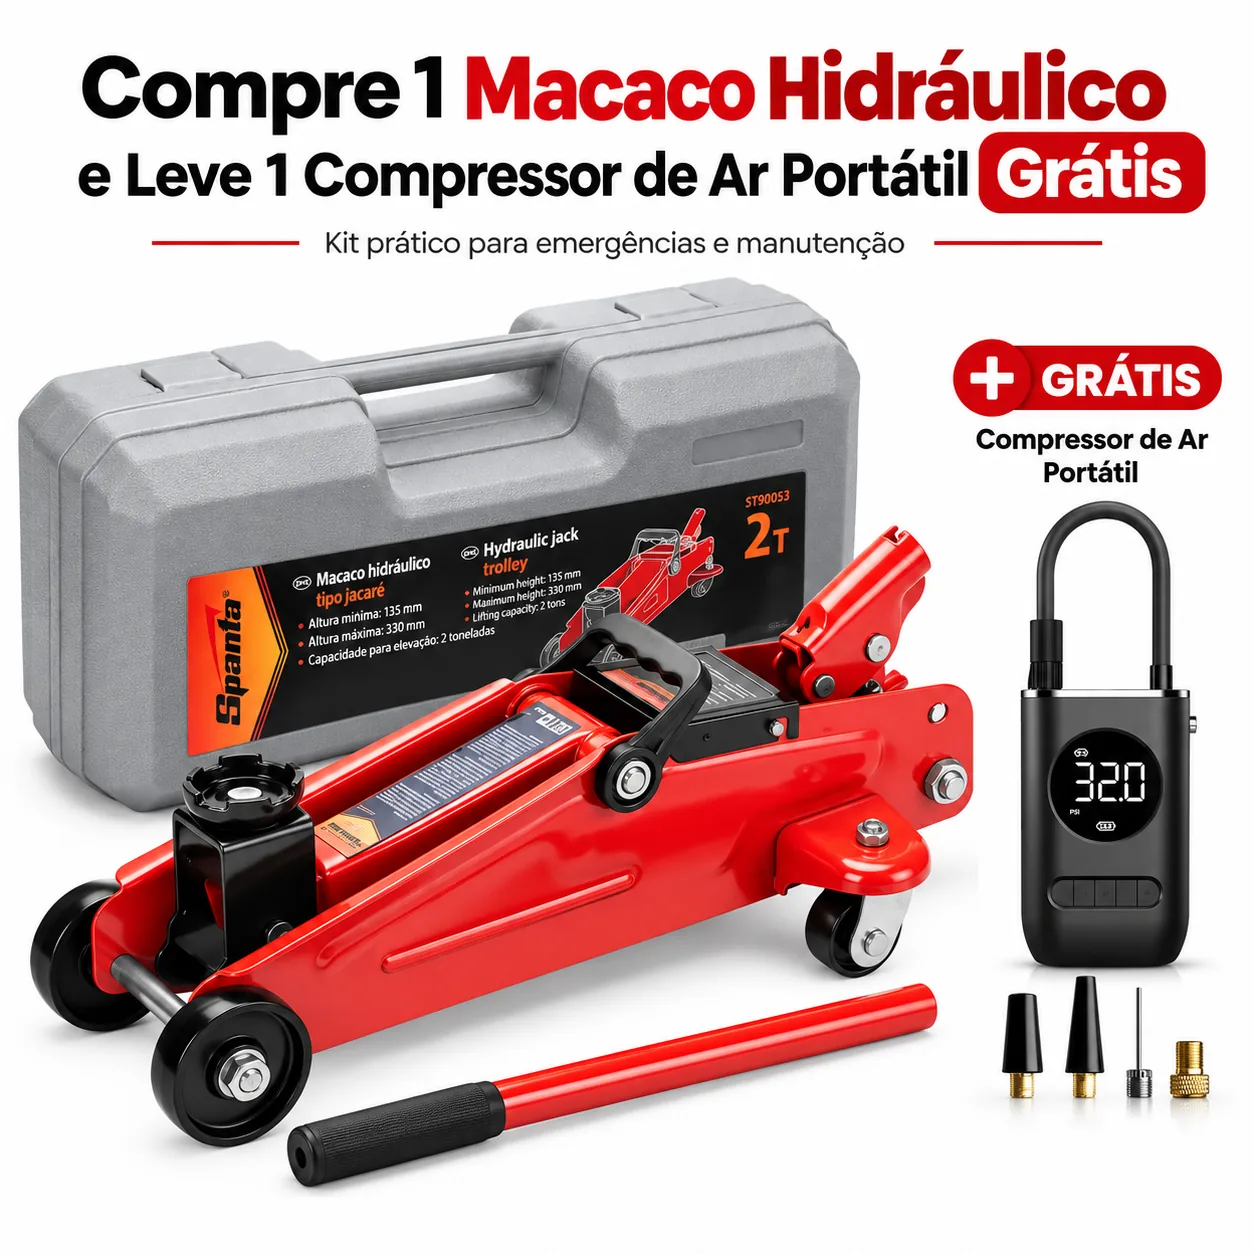 Compre 1 Macaco Hidráulico
e Leve 1 Compressor de Ar Portátil Grátis
Kit prático para emergências e manutenção
+ GRÁTIS
Compressor de Ar
Portátil
ST90053
2T
Macaco hidráulico
tipo jacaré
• Altura mínima: 135 mm
• Altura máxima: 330 mm
• Capacidade para elevação: 2 toneladas
Hydraulic jack
trolley
• Minimum height: 135 mm
• Maximum height: 330 mm
• Lifting capacity: 2 tons
Spanta®
32.0
PSI